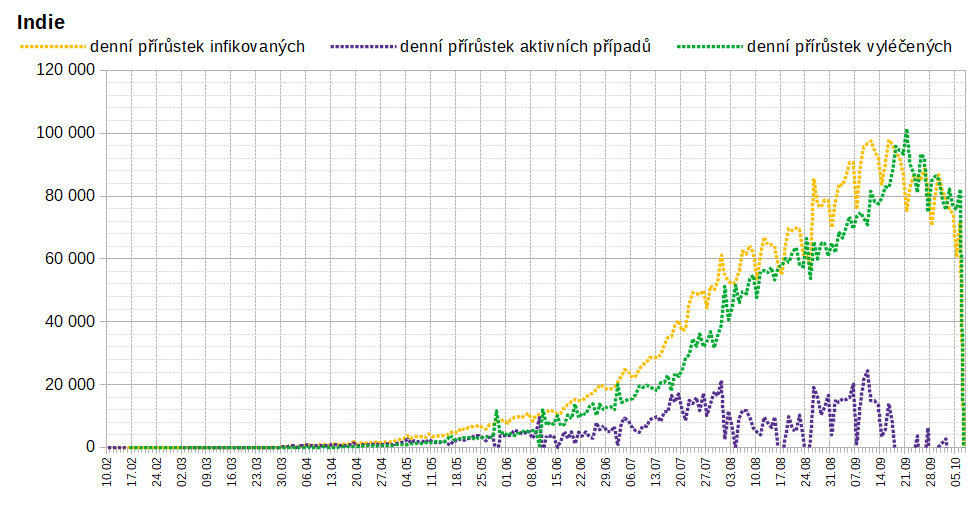 Indie
denní přírůstek infikovaných denní přírůstek aktivních případů denní přírůstek vyléčených
120 000
100 000
80 000
60 000
40 000
20 000
0
10.02 17.02 24.02 02.03 09.03 16.03 23.03 30.03 06.04 13.04 20.04 27.04 04.05 11.05 18.05 25.05 01.06 08.06 15.06 22.06 29.06 06.07 13.07 20.07 27.07 03.08 10.08 17.08 24.08 31.08 07.09 14.09 21.09 28.09 05.10